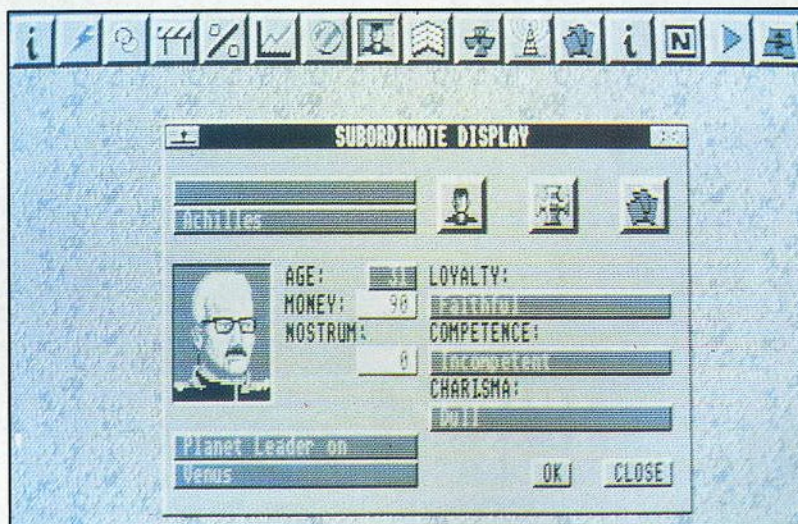 SUBORDINATE DISPLAY
Achilles
AGE: 31 LOYALTY:
MONEY: 90 Faithful
NOSTRUM: COMPETENCE:
0 Incompetent
CHARISMA:
Dull
Planet Leader on
Venus
OK CLOSE